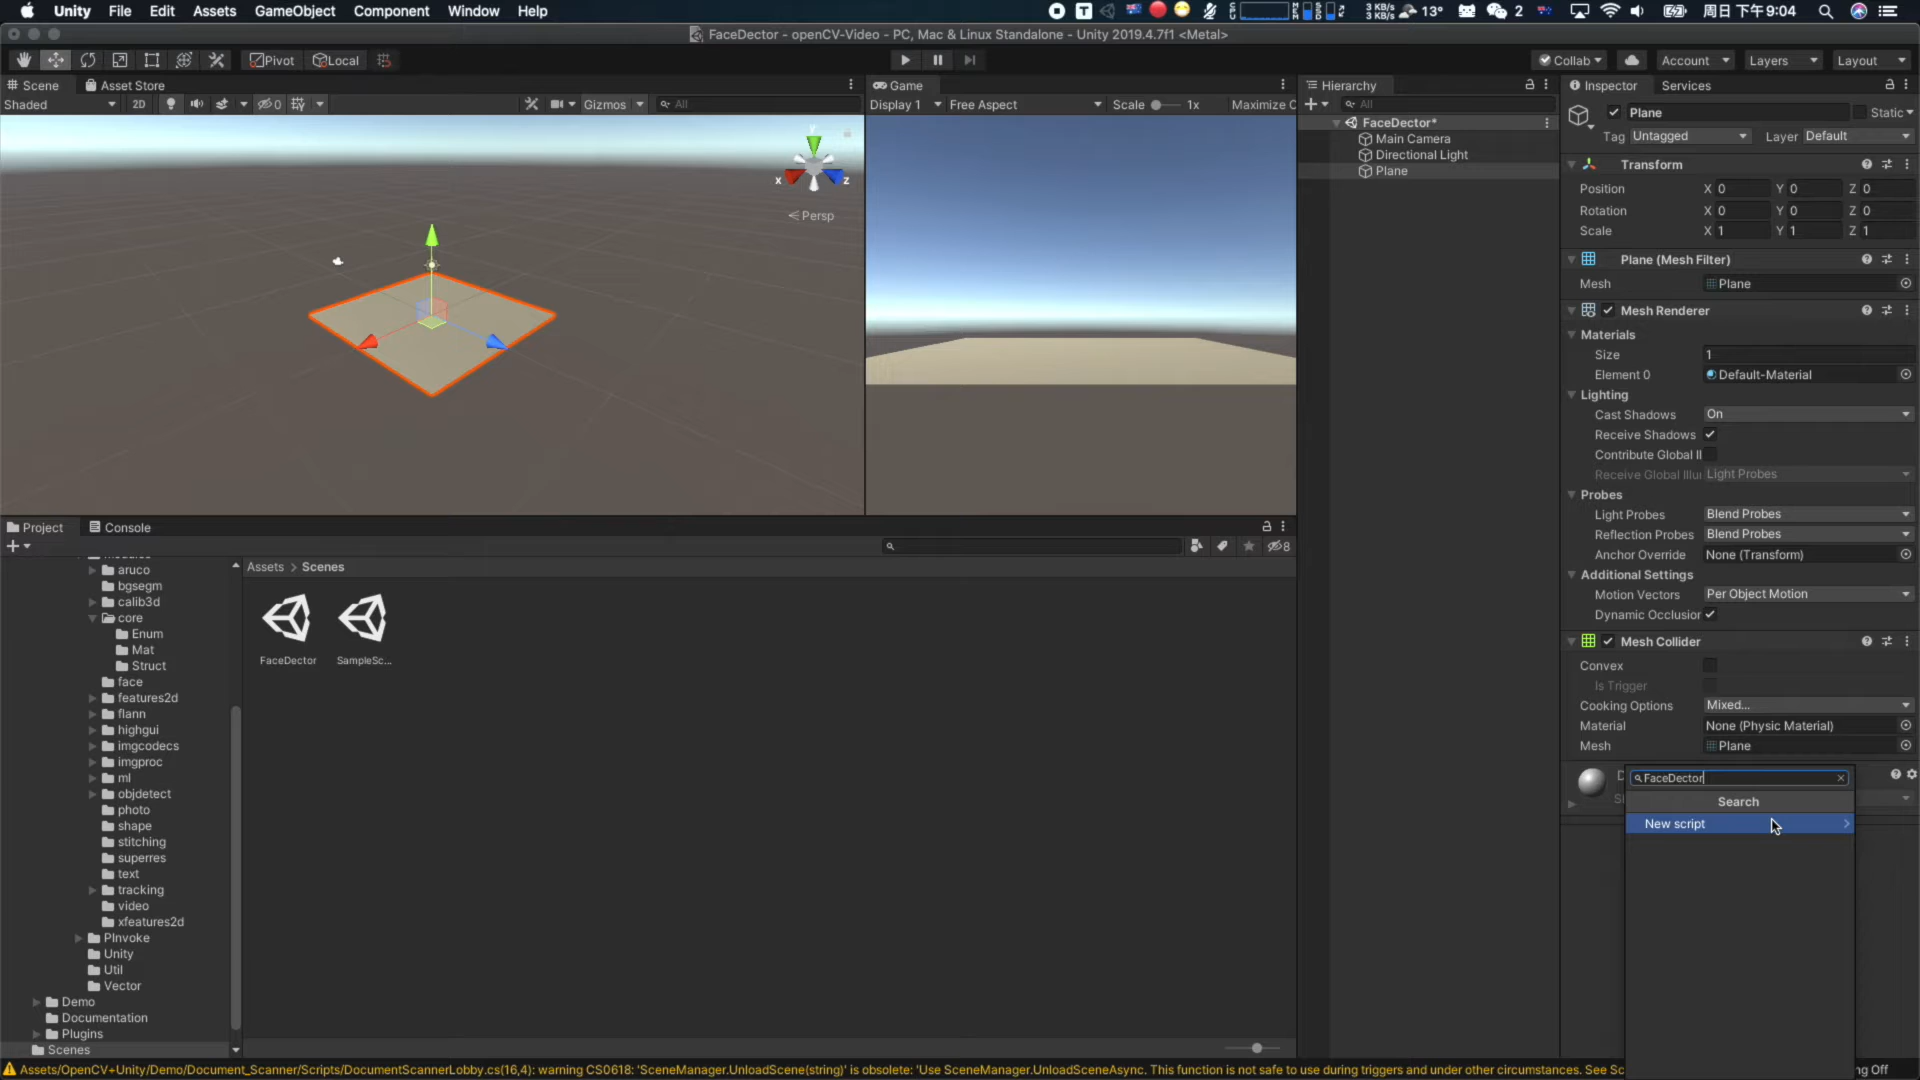 Unity File Edit Assets GameObject Component Window Help
3 KB/s
3 KB/s
13°
2
周日 下午9:04
FaceDector - openCV-Video - PC, Mac & Linux Standalone - Unity 2019.4.7f1 <Metal>
Pivot Local
Collab Account Layers Layout
Scene Asset Store
Game
Hierarchy
Inspector Services
Shaded 2D 0 Gizmos All
Display 1 Free Aspect Scale 1x Maximize O
All
Plane Static
Tag Untagged Layer Default
FaceDector*
Main Camera
Directional Light
Plane
y
x z
Persp
Transform
Position X 0 Y 0 Z 0
Rotation X 0 Y 0 Z 0
Scale X 1 Y 1 Z 1
Plane (Mesh Filter)
Mesh Plane
Mesh Renderer
Materials
Size 1
Element 0 Default-Material
Lighting
Cast Shadows On
Receive Shadows
Contribute Global Il
Receive Global Illu Light Probes
Probes
Light Probes Blend Probes
Reflection Probes Blend Probes
Anchor Override None (Transform)
Additional Settings
Motion Vectors Per Object Motion
Dynamic Occlusion
Mesh Collider
Convex
Is Trigger
Cooking Options Mixed...
Material None (Physic Material)
Mesh Plane
FaceDector
Search
New script
Project Console
8
Assets > Scenes
FaceDector SampleSc...
aruco
bgsegm
calib3d
core
Enum
Mat
Struct
face
features2d
flann
highgui
imgcodecs
imgproc
ml
objdetect
photo
shape
stitching
superres
text
tracking
video
xfeatures2d
PInvoke
Unity
Util
Vector
Demo
Documentation
Plugins
Scenes
Assets/OpenCV+Unity/Demo/Document_Scanner/Scripts/DocumentScannerLobby.cs(16,4): warning CS0618: 'SceneManager.UnloadScene(string)' is obsolete: 'Use SceneManager.UnloadSceneAsync. This function is not safe to use during triggers and under other circumstances. See Sc
ng Off